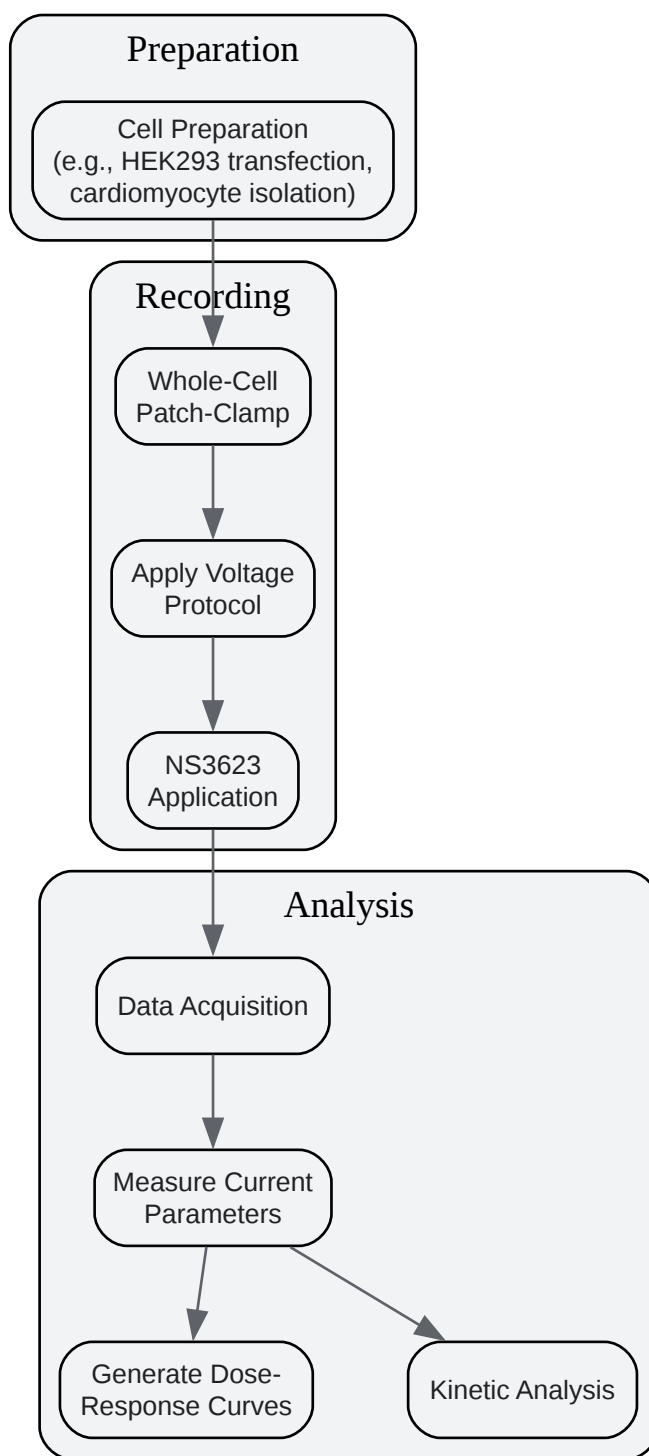 Preparation
Cell Preparation
(e.g., HEK293 transfection,
cardiomyocyte isolation)
Recording
Whole-Cell
Patch-Clamp
Apply Voltage
Protocol
NS3623
Application
Analysis
Data Acquisition
Measure Current
Parameters
Generate Dose-
Response Curves
Kinetic Analysis